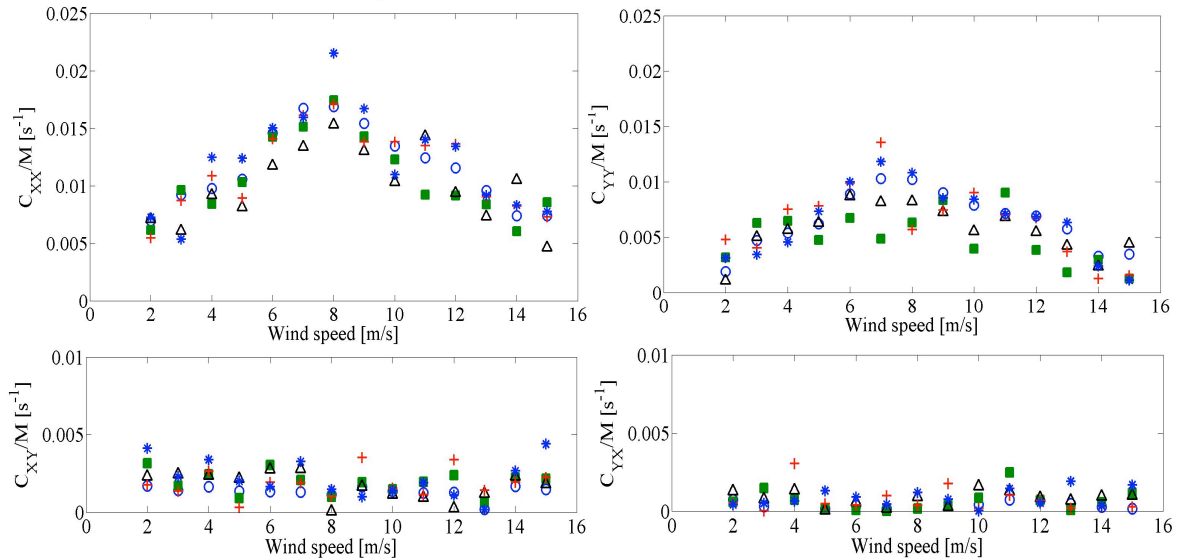 C_XX/M [s^-1]
0.025
0.02
0.015
0.01
0.005
0
0 2 4 6 8 10 12 14 16
Wind speed [m/s]
C_YY/M [s^-1]
0.025
0.02
0.015
0.01
0.005
0
0 2 4 6 8 10 12 14 16
Wind speed [m/s]
C_XY/M [s^-1]
0.01
0.005
0
0 2 4 6 8 10 12 14 16
Wind speed [m/s]
C_YX/M [s^-1]
0.01
0.005
0
0 2 4 6 8 10 12 14 16
Wind speed [m/s]